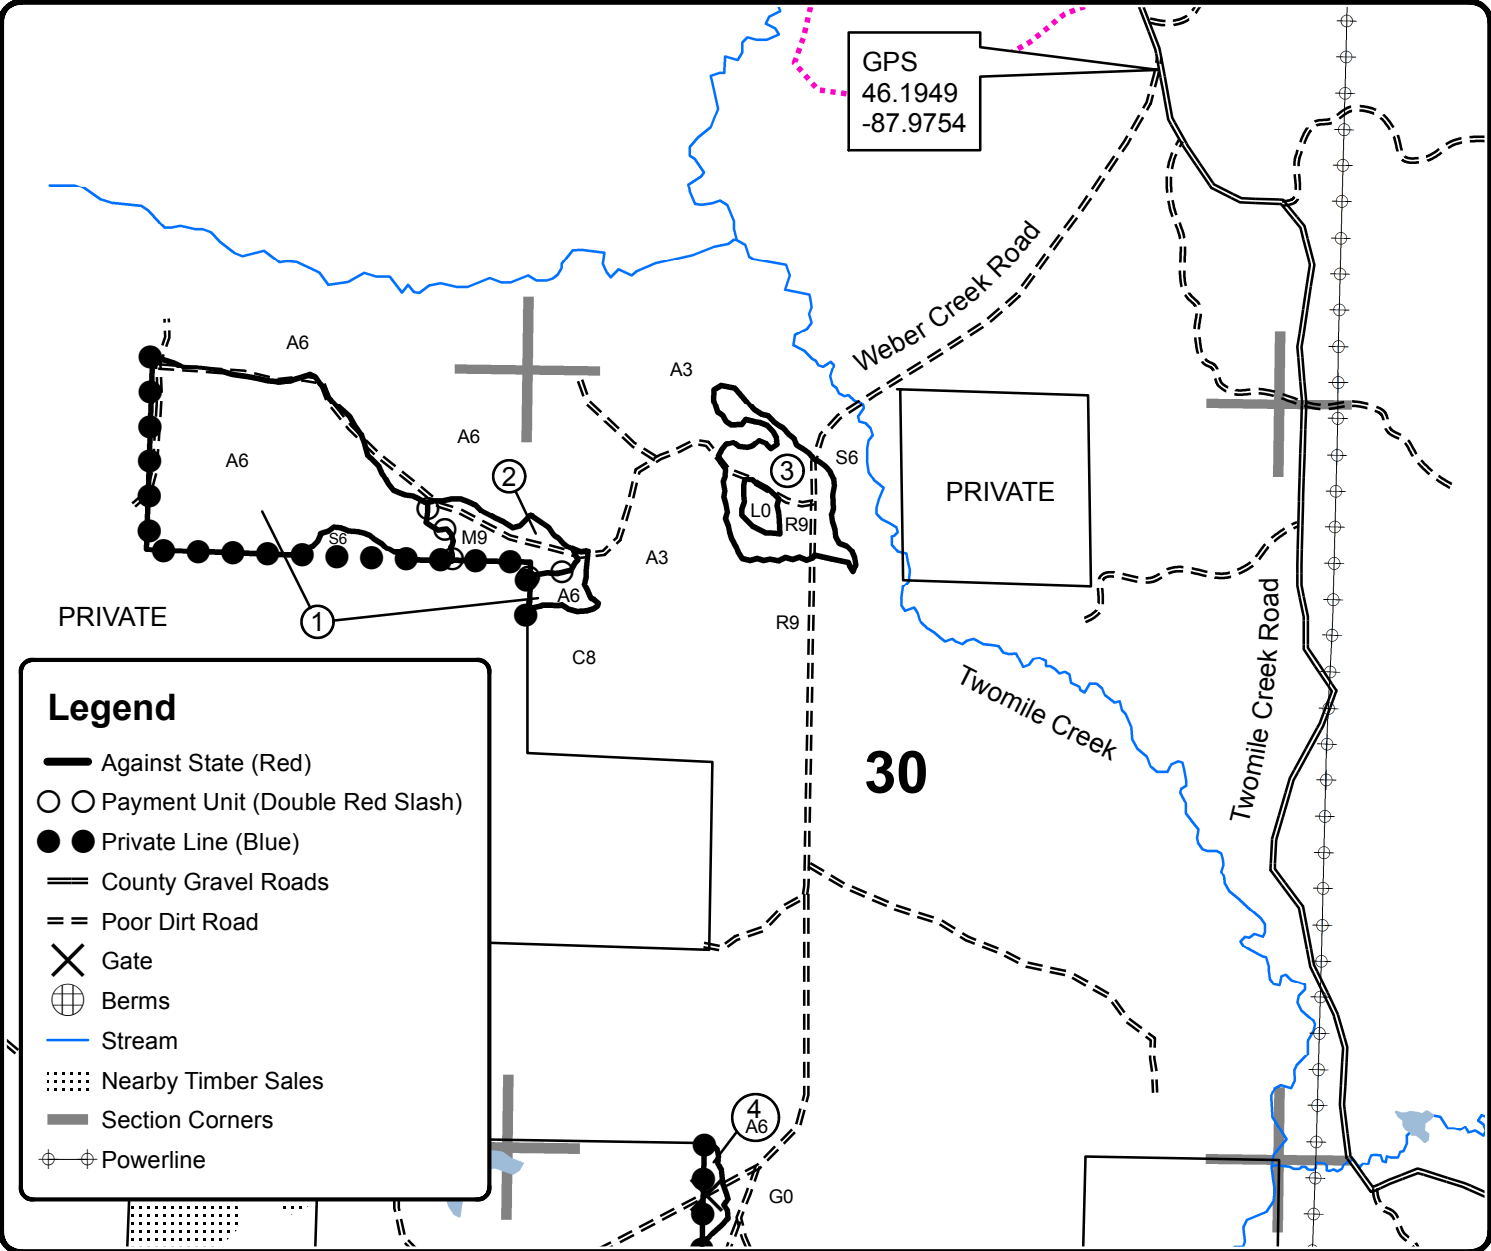 GPS
46.1949
-87.9754
Weber Creek Road
A6
A3
A6
A6
2
3
S6
PRIVATE
L0
R9
S6
M9
A3
A6
1
PRIVATE
R9
C8
Twomile Creek
Twomile Creek Road
30
Legend
Against State (Red)
Payment Unit (Double Red Slash)
Private Line (Blue)
County Gravel Roads
Poor Dirt Road
Gate
Berms
Stream
Nearby Timber Sales
Section Corners
Powerline
4
A6
G0